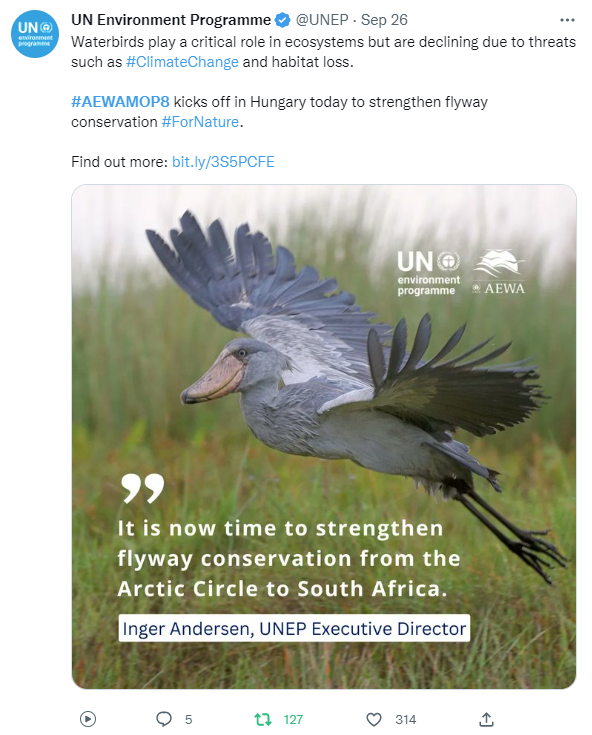 UN Environment Programme @UNEP · Sep 26
Waterbirds play a critical role in ecosystems but are declining due to threats
such as #ClimateChange and habitat loss.
#AEWAMOP8 kicks off in Hungary today to strengthen flyway
conservation #ForNature.
Find out more: bit.ly/3S5PCFE
UN
environment
programme
AEWA
”
It is now time to strengthen
flyway conservation from the
Arctic Circle to South Africa.
Inger Andersen, UNEP Executive Director
5 127 314